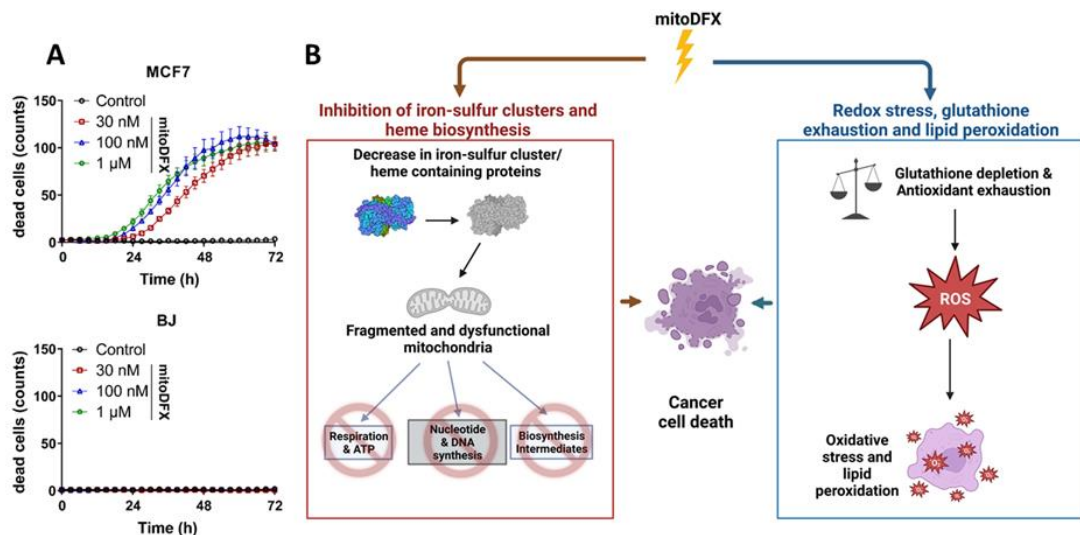 A
MCF7
dead cells (counts)
150
100
50
0
Control
30 nM
100 nM
1 µM
mitoDFX
0 24 48 72
Time (h)
BJ
dead cells (counts)
150
100
50
0
Control
30 nM
100 nM
1 µM
mitoDFX
0 24 48 72
Time (h)
B
mitoDFX
Inhibition of iron-sulfur clusters and
heme biosynthesis
Decrease in iron-sulfur cluster/
heme containing proteins
Fragmented and dysfunctional
mitochondria
Respiration
& ATP
Nucleotide
& DNA
synthesis
Biosynthesis
Intermediates
Cancer
cell death
Redox stress, glutathione
exhaustion and lipid peroxidation
Glutathione depletion &
Antioxidant exhaustion
ROS
Oxidative
stress and
lipid
peroxidation